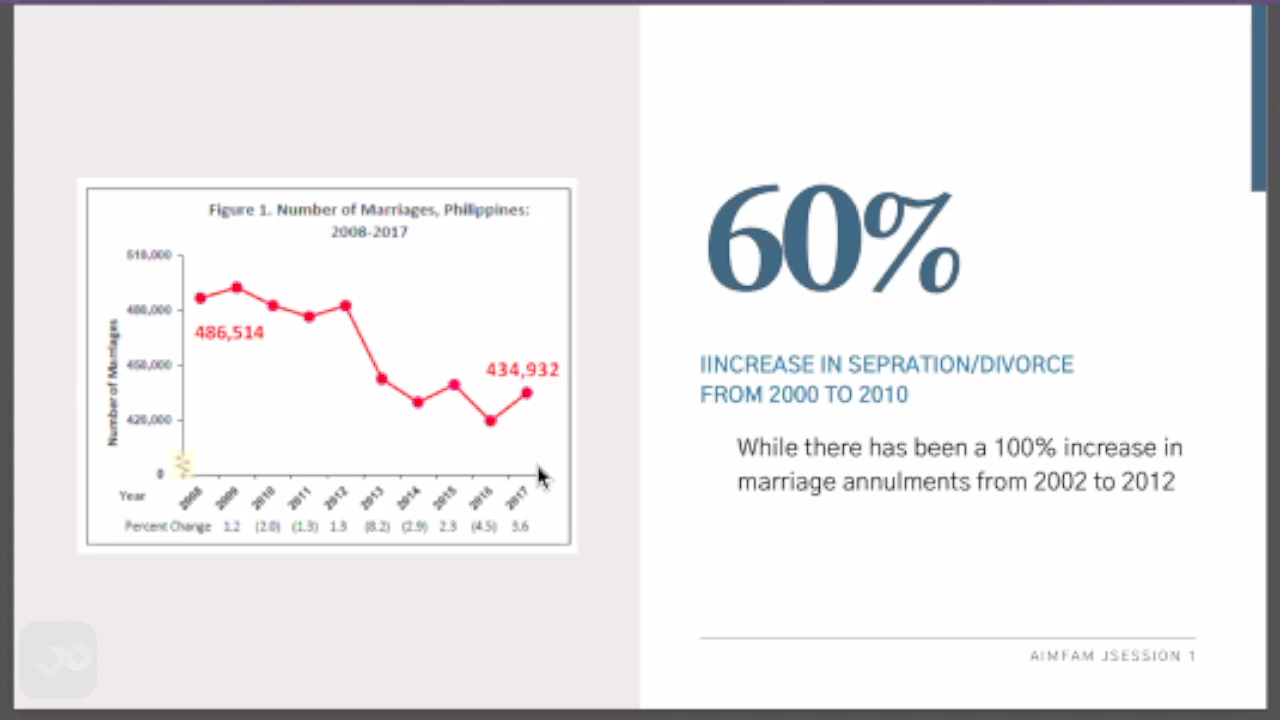 Figure 1. Number of Marriages, Philippines:
2008-2017
510,000
480,000
450,000
420,000
0
Number of Marriages
486,514
434,932
Year 2008 2009 2010 2011 2012 2013 2014 2015 2016 2017
Percent Change 1.2 (2.0) (1.3) 1.3 (8.2) (2.9) 2.3 (4.5) 3.6
60%
IINCREASE IN SEPRATION/DIVORCE
FROM 2000 TO 2010
While there has been a 100% increase in
marriage annulments from 2002 to 2012
AIMFAM JSESSION 1